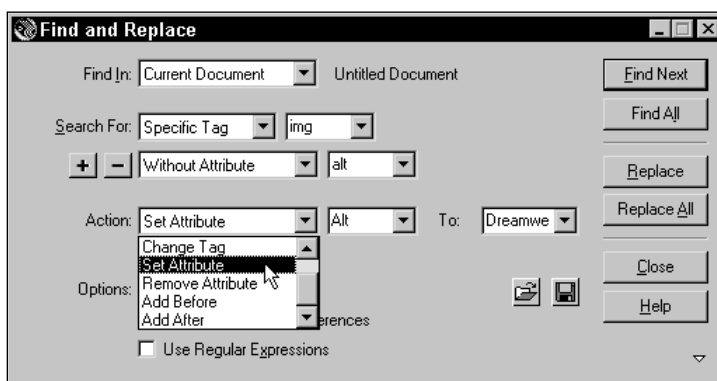 Find and Replace
Find In: Current Document Untitled Document
Find Next
Find All
Search For: Specific Tag img
+ − Without Attribute alt
Replace
Action: Set Attribute Alt To: Dreamwe
Replace All
Change Tag
Set Attribute
Remove Attribute
Add Before
Add After
Options:
erences
Close
Help
Use Regular Expressions